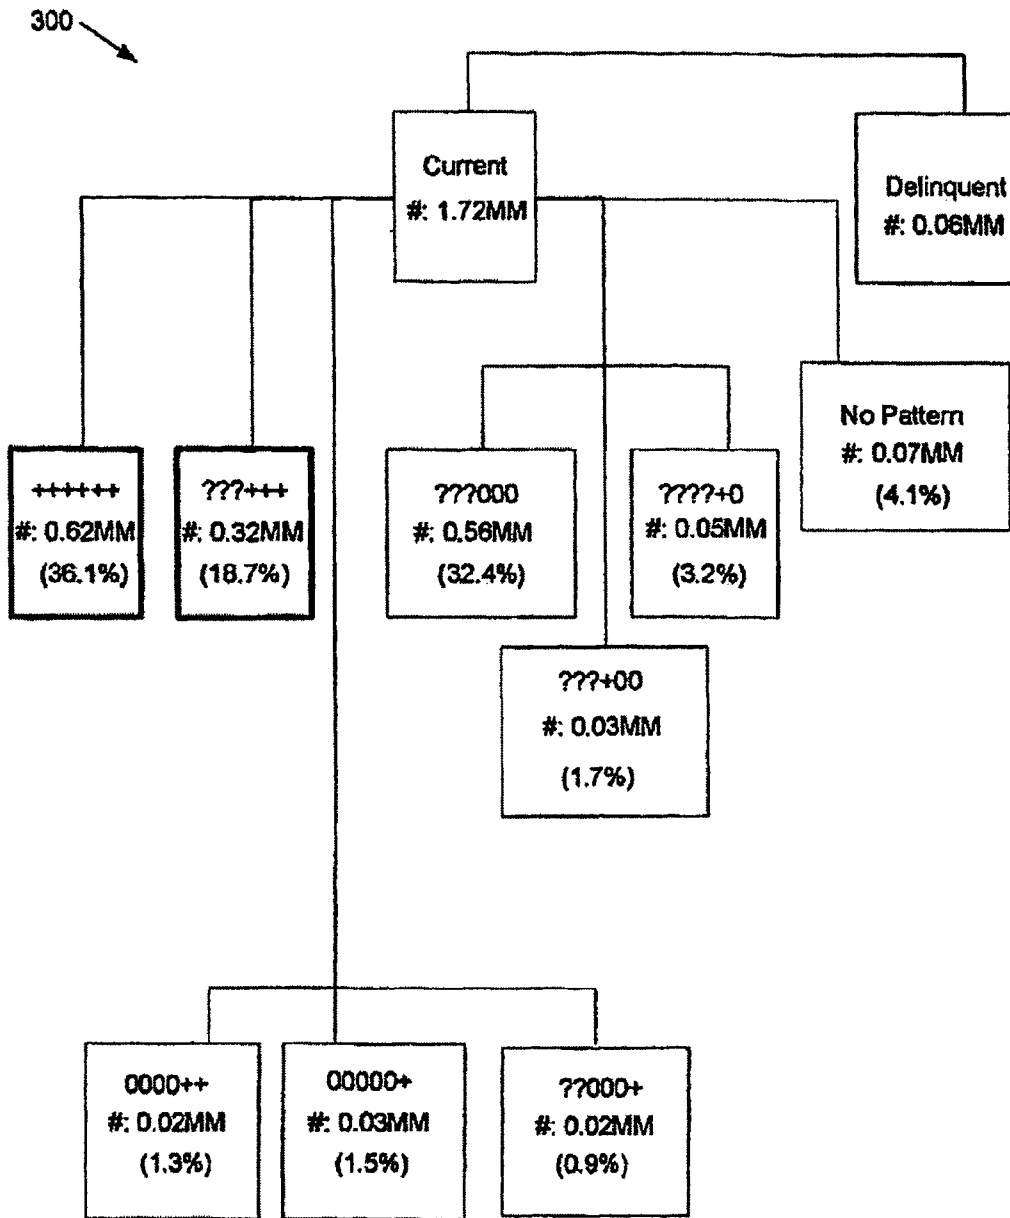 300
Current
#: 1.72MM
Delinquent
#: 0.06MM
No Pattern
#: 0.07MM
(4.1%)
++++++
#: 0.62MM
(36.1%)
???+++
#: 0.32MM
(18.7%)
???000
#: 0.56MM
(32.4%)
????+0
#: 0.05MM
(3.2%)
???+00
#: 0.03MM
(1.7%)
0000++
#: 0.02MM
(1.3%)
00000+
#: 0.03MM
(1.5%)
??000+
#: 0.02MM
(0.9%)